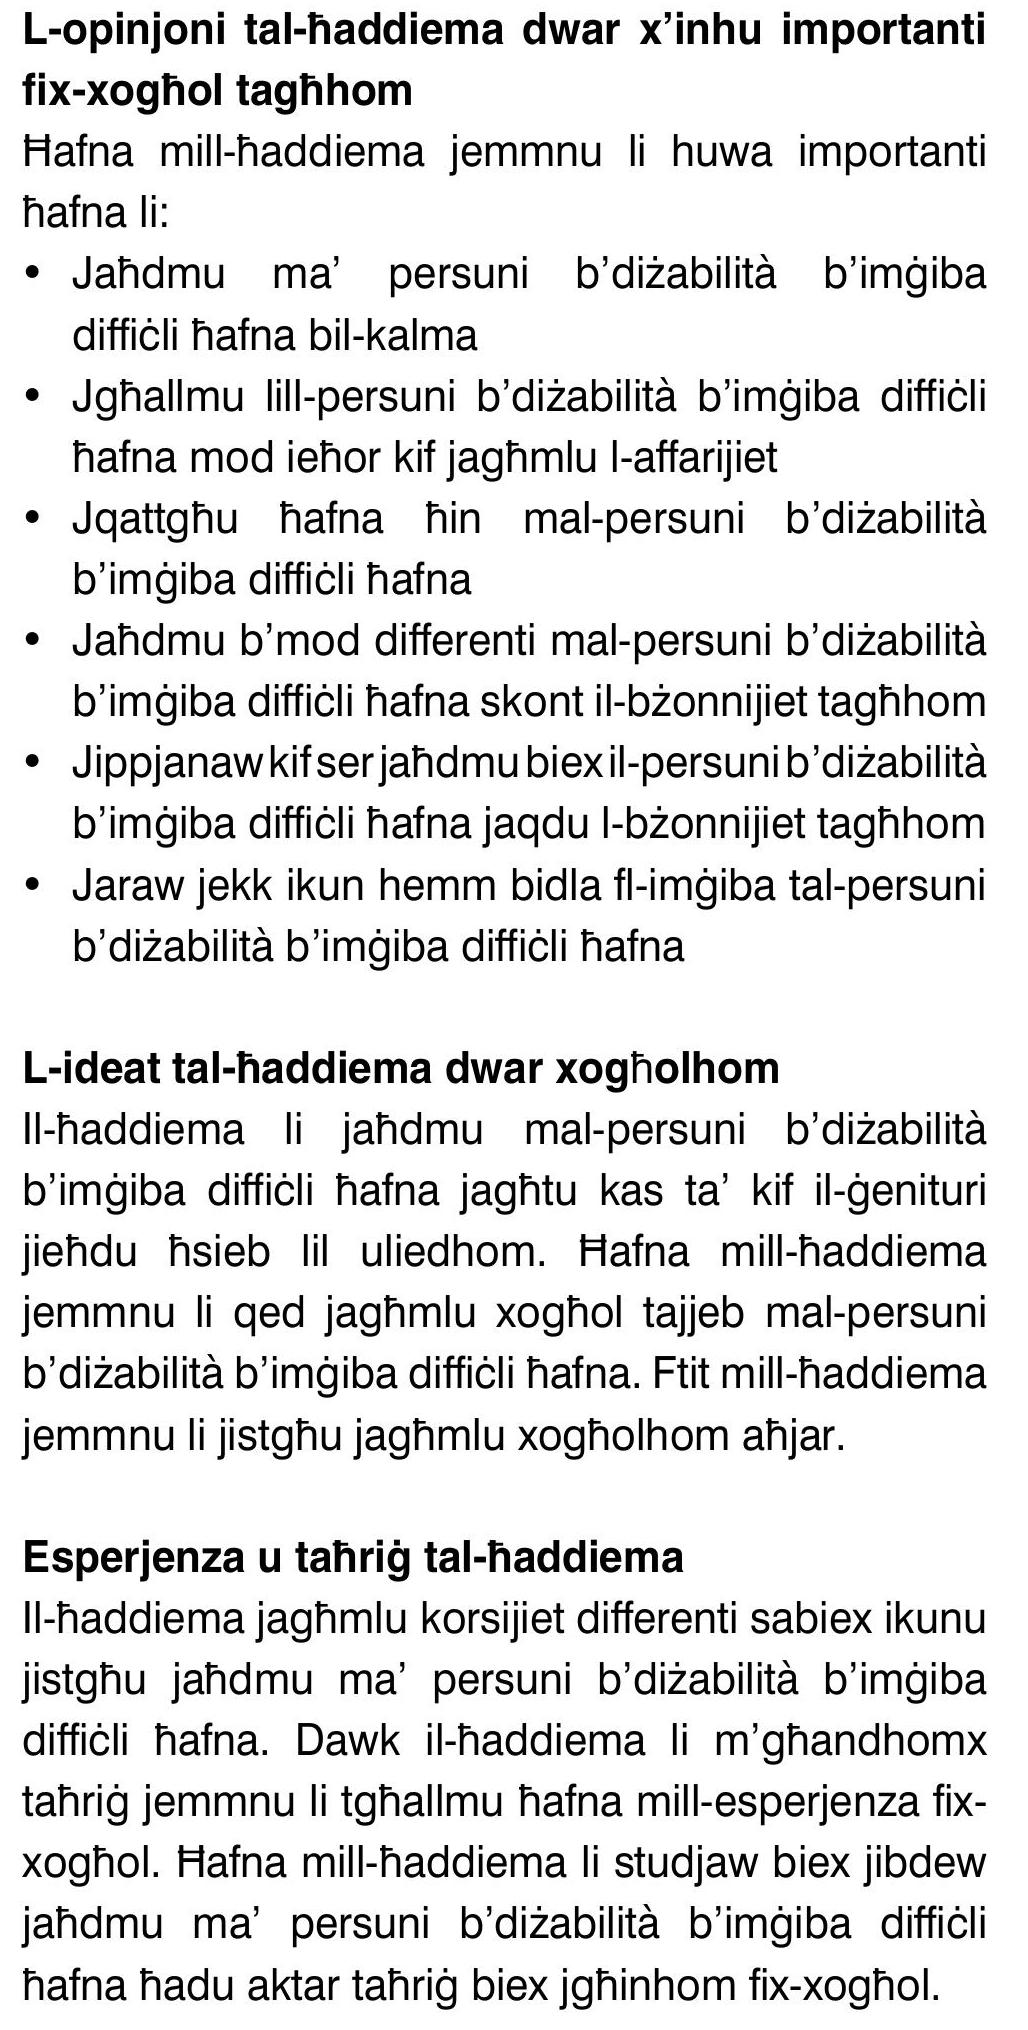 L-opinjoni tal-ħaddiema dwar x’inhu importanti
fix-xogħol tagħhom
Ħafna mill-ħaddiema jemmnu li huwa importanti
ħafna li:
• Jaħdmu ma’ persuni b’diżabilità b’imġiba
diffiċli ħafna bil-kalma
• Jgħallmu lill-persuni b’diżabilità b’imġiba diffiċli
ħafna mod ieħor kif jagħmlu l-affarijiet
• Jqattgħu ħafna ħin mal-persuni b’diżabilità
b’imġiba diffiċli ħafna
• Jaħdmu b’mod differenti mal-persuni b’diżabilità
b’imġiba diffiċli ħafna skont il-bżonnijiet tagħhom
• Jippjanaw kif ser jaħdmu biex il-persuni b’diżabilità
b’imġiba diffiċli ħafna jaqdu l-bżonnijiet tagħhom
• Jaraw jekk ikun hemm bidla fl-imġiba tal-persuni
b’diżabilità b’imġiba diffiċli ħafna
L-ideat tal-ħaddiema dwar xogħolhom
Il-ħaddiema li jaħdmu mal-persuni b’diżabilità
b’imġiba diffiċli ħafna jagħtu kas ta’ kif il-ġenituri
jieħdu ħsieb lil uliedhom. Ħafna mill-ħaddiema
jemmnu li qed jagħmlu xogħol tajjeb mal-persuni
b’diżabilità b’imġiba diffiċli ħafna. Ftit mill-ħaddiema
jemmnu li jistgħu jagħmlu xogħolhom aħjar.
Esperjenza u taħriġ tal-ħaddiema
Il-ħaddiema jagħmlu korsijiet differenti sabiex ikunu
jistgħu jaħdmu ma’ persuni b’diżabilità b’imġiba
diffiċli ħafna. Dawk il-ħaddiema li m’għandhomx
taħriġ jemmnu li tgħallmu ħafna mill-esperjenza fix-
xogħol. Ħafna mill-ħaddiema li studjaw biex jibdew
jaħdmu ma’ persuni b’diżabilità b’imġiba diffiċli
ħafna ħadu aktar taħriġ biex jgħinhom fix-xogħol.